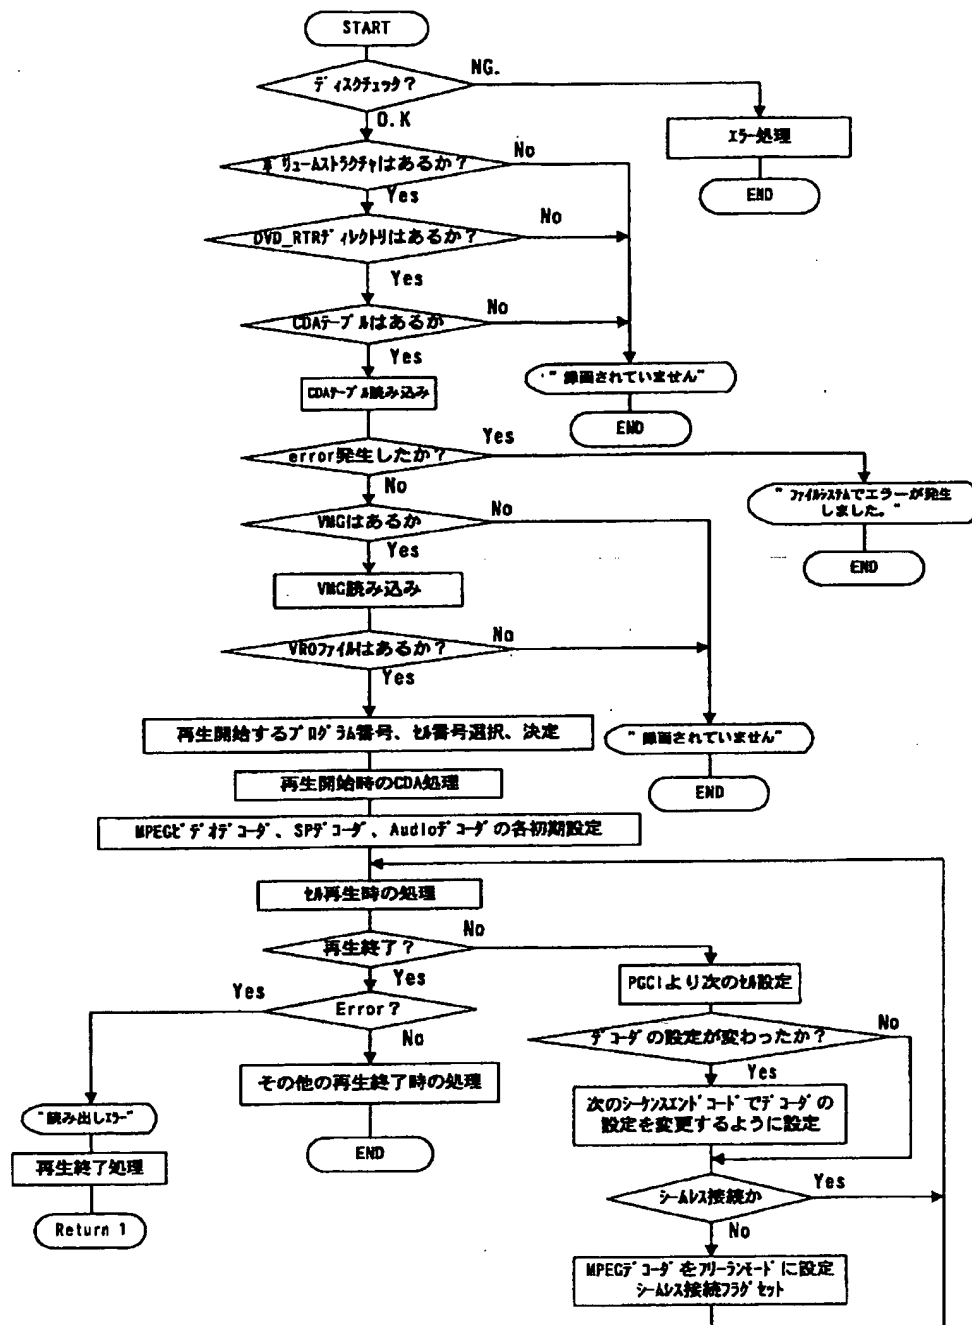 START
ディスクチェック？
NG.
O.K
エラー処理
END
ボリュームストラクチャはあるか？
No
Yes
DVD_RTRディレクトリはあるか？
No
Yes
CDAテーブルはあるか
No
Yes
"録画されていません"
END
CDAテーブル読み込み
error発生したか？
Yes
No
"ファイルシステムでエラーが発生
しました。"
END
VMGはあるか
No
Yes
VMG読み込み
VROファイルはあるか？
No
Yes
再生開始するプログラム番号、セル番号選択、決定
"録画されていません"
END
再生開始時のCDA処理
MPEGビデオデコーダ、SPデコーダ、Audioデコーダの各初期設定
セル再生時の処理
再生終了？
No
Yes
PGCIより次のセル設定
Error？
Yes
No
デコーダの設定が変わったか？
No
Yes
その他の再生終了時の処理
END
次のシーケンスエンドコードでデコーダの
設定を変更するように設定
"読み出しエラー"
再生終了処理
Return 1
シームレス接続か
Yes
No
MPEGデコーダをフリーランモードに設定
シームレス接続フラグセット